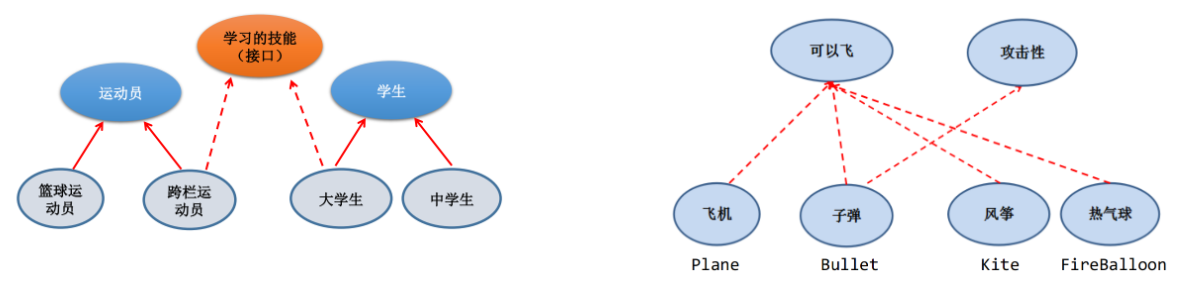 学习的技能
（接口）
运动员
学生
篮球运
动员
跨栏运
动员
大学生
中学生
可以飞
攻击性
飞机
子弹
风筝
热气球
Plane
Bullet
Kite
FireBalloon